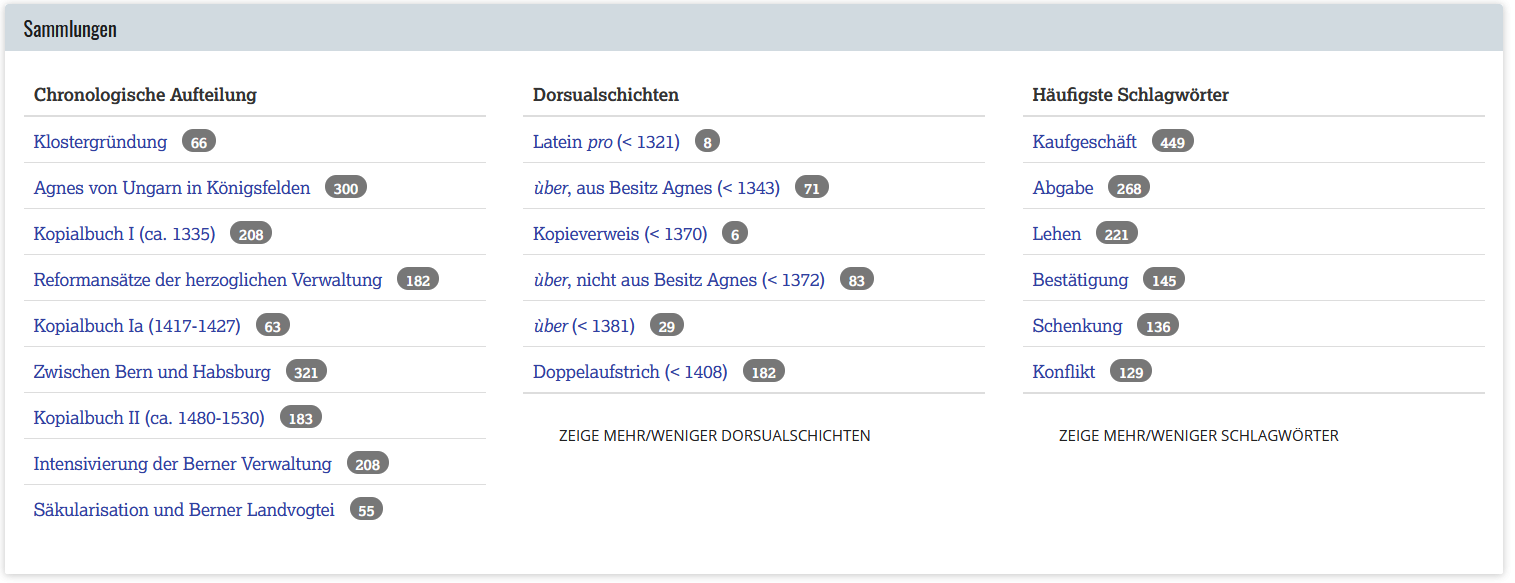 Sammlungen
Chronologische Aufteilung
Klostergründung 66
Agnes von Ungarn in Königsfelden 300
Kopialbuch I (ca. 1335) 208
Reformansätze der herzoglichen Verwaltung 182
Kopialbuch Ia (1417-1427) 63
Zwischen Bern und Habsburg 321
Kopialbuch II (ca. 1480-1530) 183
Intensivierung der Berner Verwaltung 208
Säkularisation und Berner Landvogtei 55
Dorsualschichten
Latein pro (< 1321) 8
ùber, aus Besitz Agnes (< 1343) 71
Kopieverweis (< 1370) 6
ùber, nicht aus Besitz Agnes (< 1372) 83
ùber (< 1381) 29
Doppelaufstrich (< 1408) 182
ZEIGE MEHR/WENIGER DORSUALSCHICHTEN
Häufigste Schlagwörter
Kaufgeschäft 449
Abgabe 268
Lehen 221
Bestätigung 145
Schenkung 136
Konflikt 129
ZEIGE MEHR/WENIGER SCHLAGWÖRTER